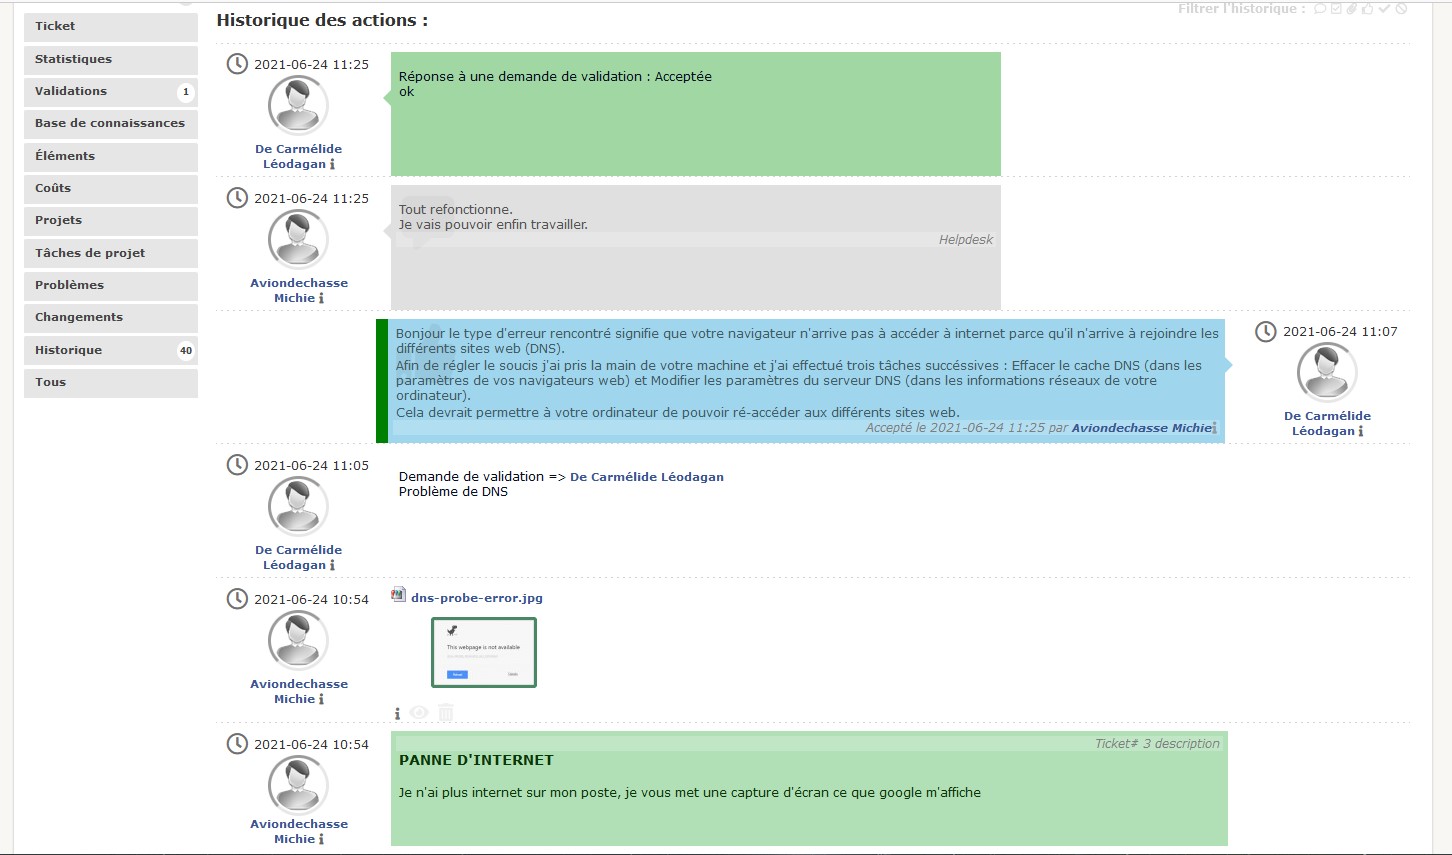 Filtrer l'historique :
Ticket
Statistiques
Validations 1
Base de connaissances
Éléments
Coûts
Projets
Tâches de projet
Problèmes
Changements
Historique 40
Tous
Historique des actions :
2021-06-24 11:25
De Carmélide
Léodagan
Réponse à une demande de validation : Acceptée
ok
2021-06-24 11:25
Aviondechasse
Michie
Tout refonctionne.
Je vais pouvoir enfin travailler.
Helpdesk
Bonjour le type d'erreur rencontré signifie que votre navigateur n'arrive pas à accéder à internet parce qu'il n'arrive à rejoindre les
différents sites web (DNS).
Afin de régler le soucis j'ai pris la main de votre machine et j'ai effectué trois tâches succéssives : Effacer le cache DNS (dans les
paramètres de vos navigateurs web) et Modifier les paramètres du serveur DNS (dans les informations réseaux de votre
ordinateur).
Cela devrait permettre à votre ordinateur de pouvoir ré-accéder aux différents sites web.
Accepté le 2021-06-24 11:25 par Aviondechasse Michie
2021-06-24 11:07
De Carmélide
Léodagan
2021-06-24 11:05
De Carmélide
Léodagan
Demande de validation => De Carmélide Léodagan
Problème de DNS
2021-06-24 10:54
Aviondechasse
Michie
dns-probe-error.jpg
This webpage is not available
2021-06-24 10:54
Aviondechasse
Michie
Ticket# 3 description
PANNE D'INTERNET
Je n'ai plus internet sur mon poste, je vous met une capture d'écran ce que google m'affiche